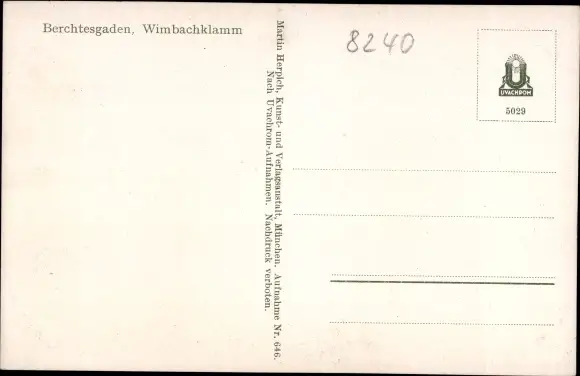 Berchtesgaden, Wimbachklamm
Martin Herpich, Kunst- und Verlagsanstalt, München. Aufnahme Nr. 646.
Nach Uvachrom-Aufnahmen. Nachdruck verboten.
8240
UVACHROM
5029